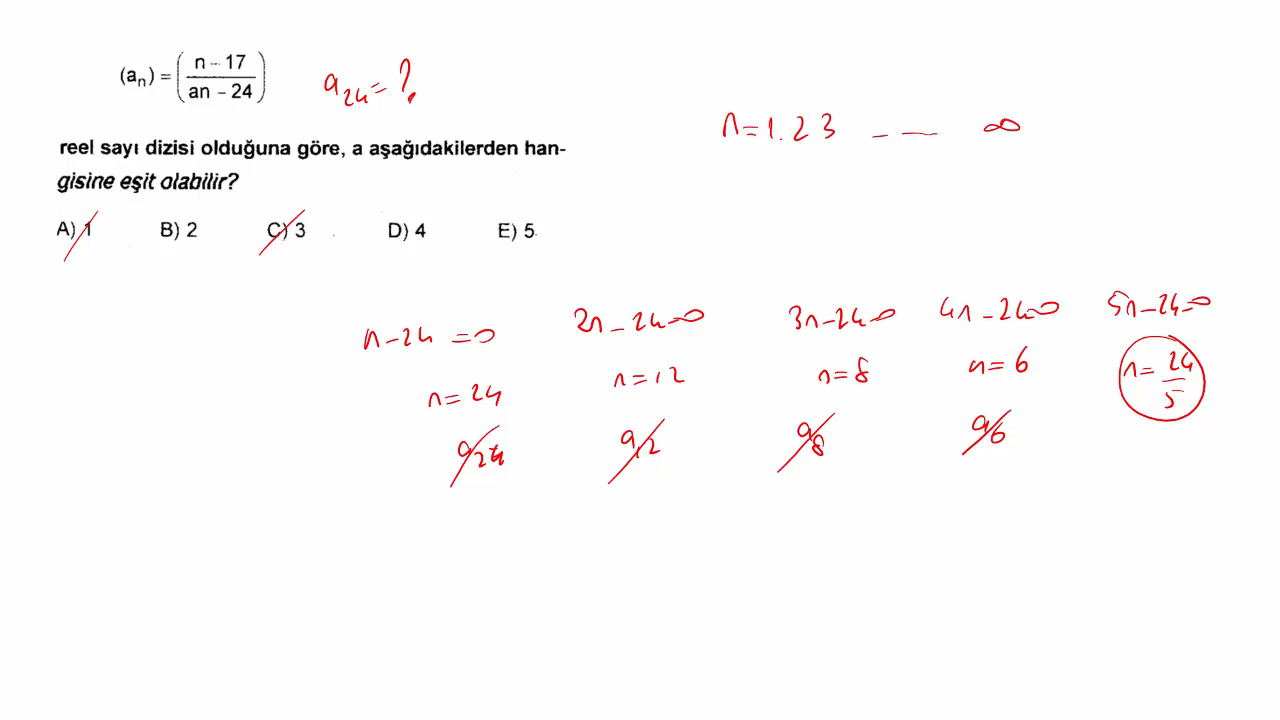 (aₙ) = ( n - 17 / an - 24 )
a₂₄ = ?
n = 1. 2 3 _ __ ∞
reel sayı dizisi olduğuna göre, a aşağıdakilerden han-
gisine eşit olabilir?
A) 1 B) 2 C) 3 D) 4 E) 5
n - 24 = 0 2n - 24 = 0 3n - 24 = 0 4n - 24 = 0 5n - 24 = 0
n = 24 n = 12 n = 8 n = 6 n = 24/5
a₂₄ a₁₂ a₈ a₆